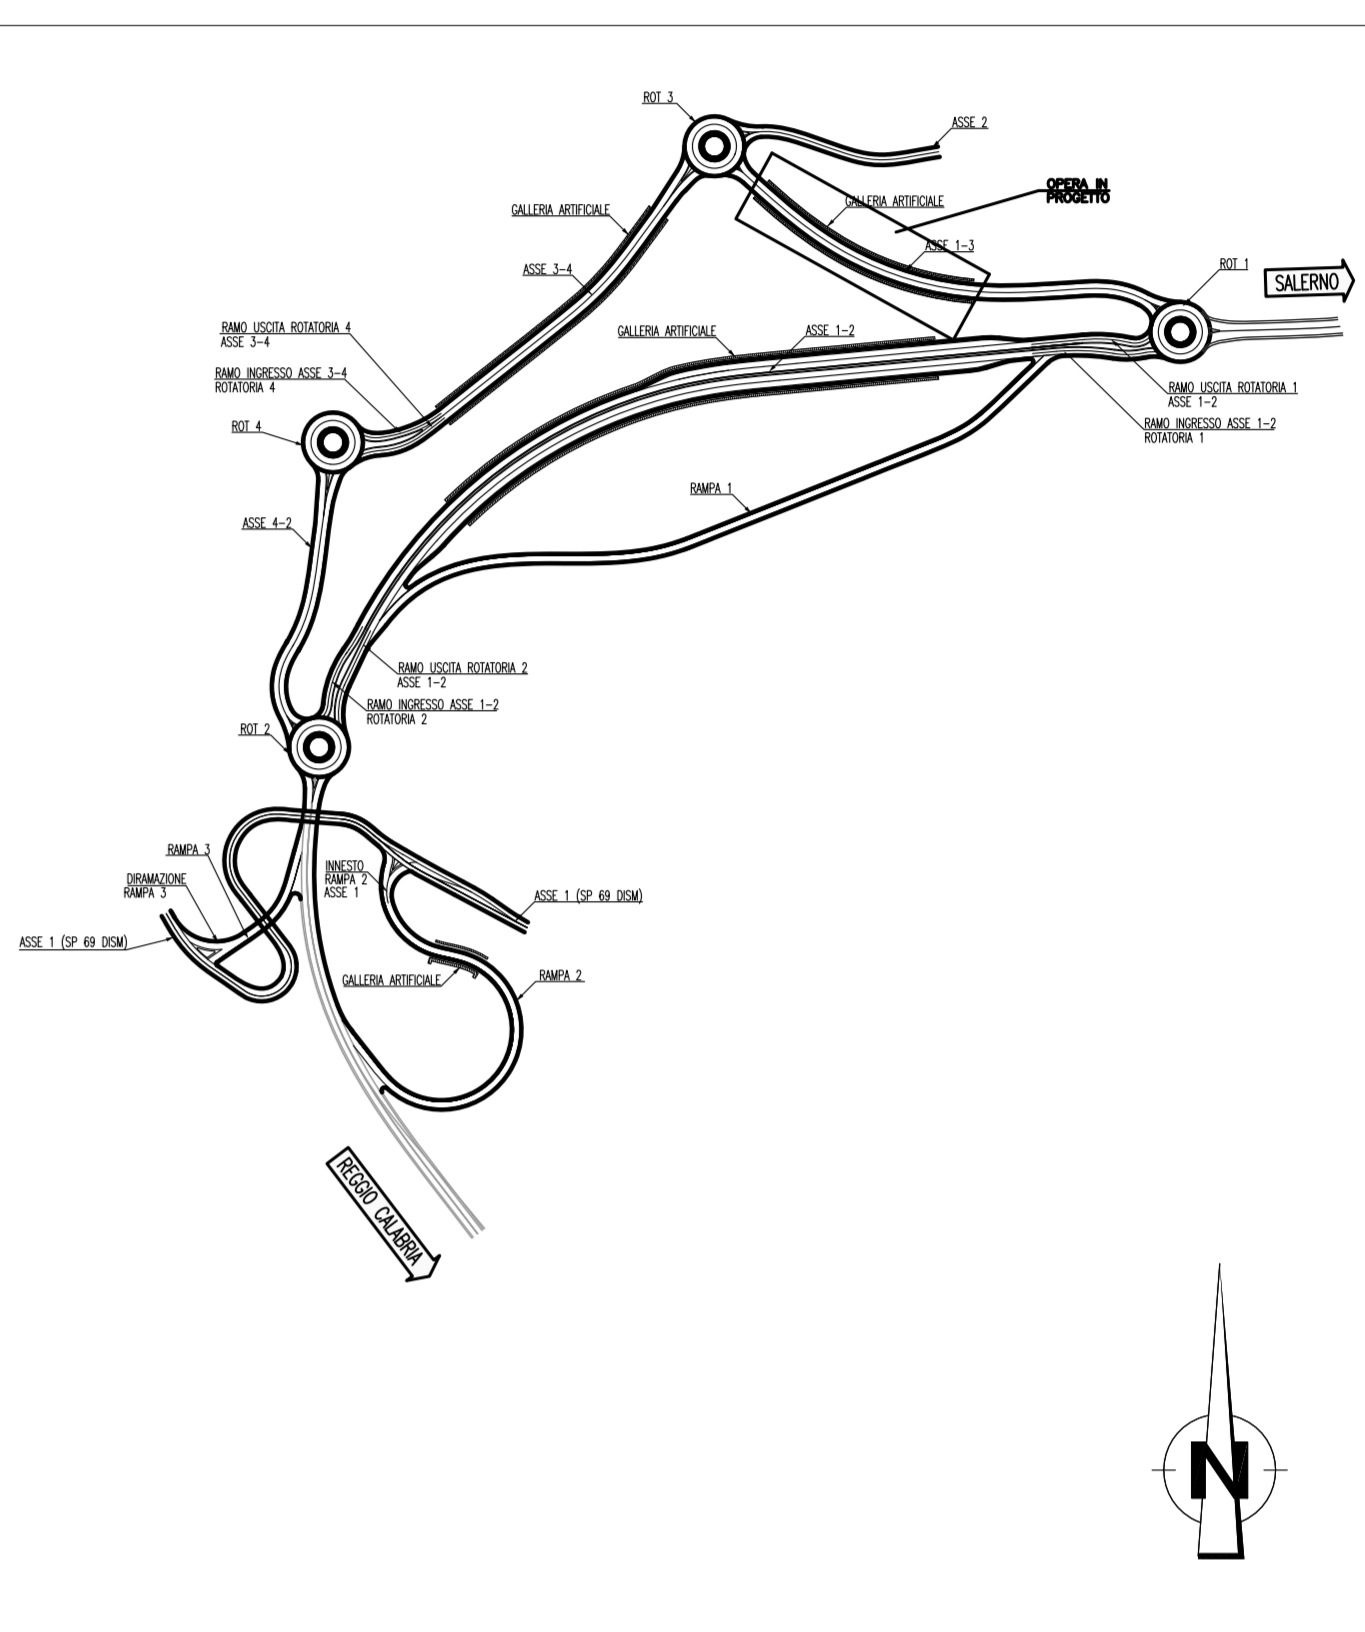 ROT 3
ASSE 2
OPERA IN
PROGETTO
GALLERIA ARTIFICIALE
GALLERIA ARTIFICIALE
ASSE 1-3
ROT 1
SALERNO
ASSE 3-4
RAMO USCITA ROTATORIA 4
ASSE 3-4
GALLERIA ARTIFICIALE
ASSE 1-2
RAMO INGRESSO ASSE 3-4
ROTATORIA 4
RAMO USCITA ROTATORIA 1
ASSE 1-2
ROT 4
RAMO INGRESSO ASSE 1-2
ROTATORIA 1
RAMPA 1
ASSE 4-2
RAMO USCITA ROTATORIA 2
ASSE 1-2
RAMO INGRESSO ASSE 1-2
ROTATORIA 2
ROT 2
RAMPA 3
DIRAMAZIONE
RAMPA 3
INNESTO
RAMPA 2
ASSE 1
ASSE 1 (SP 69 DISM)
ASSE 1 (SP 69 DISM)
GALLERIA ARTIFICIALE
RAMPA 2
REGGIO CALABRIA
N